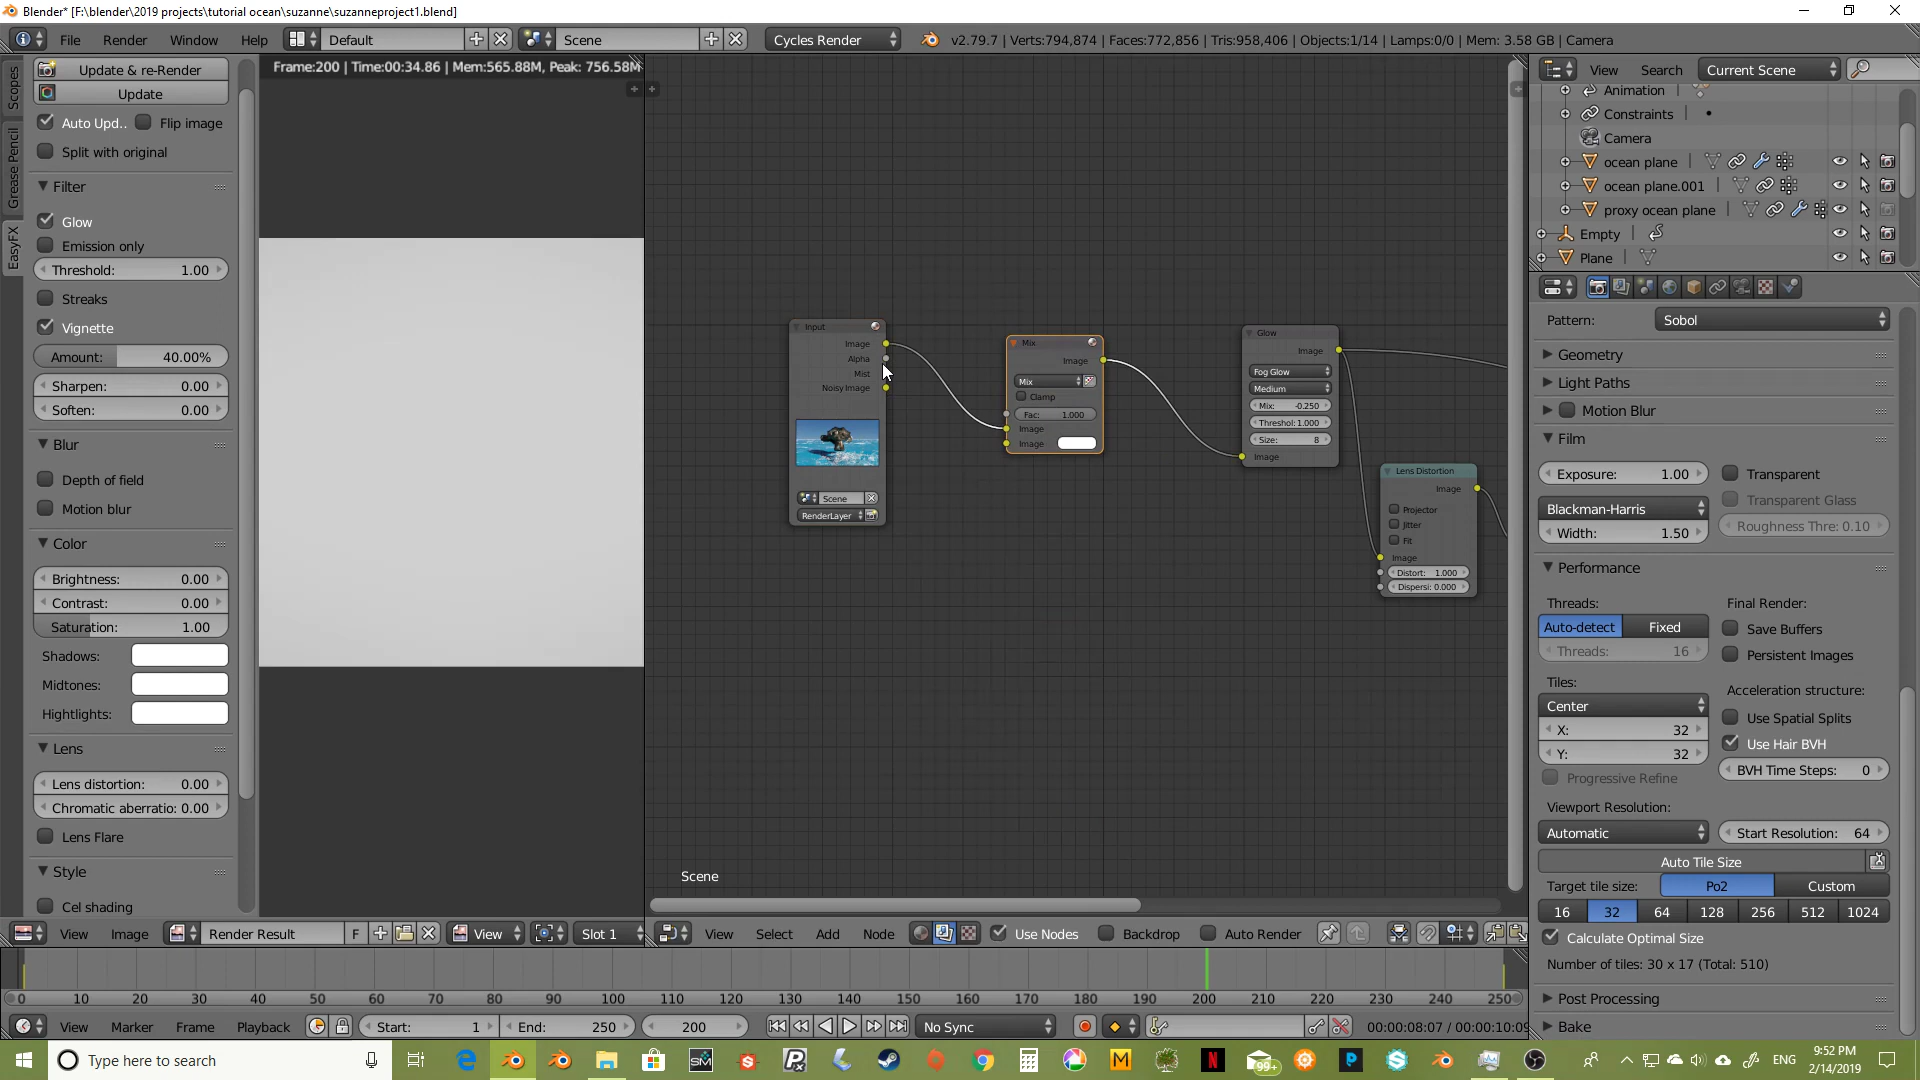 Blender* [F:\blender\2019 projects\tutorial ocean\suzanne\suzanneproject1.blend]
File Render Window Help Default Scene Cycles Render v2.79.7 | Verts:794,874 | Faces:772,856 | Tris:958,406 | Objects:1/14 | Lamps:0/0 | Mem: 3.58 GB | Camera
Scopes
Grease Pencil
EasyFX
Update & re-Render
Update
Auto Upd.. Flip image
Split with original
Filter
Glow
Emission only
Threshold: 1.00
Streaks
Vignette
Amount: 40.00%
Sharpen: 0.00
Soften: 0.00
Blur
Depth of field
Motion blur
Color
Brightness: 0.00
Contrast: 0.00
Saturation: 1.00
Shadows:
Midtones:
Hightlights:
Lens
Lens distortion: 0.00
Chromatic aberratio: 0.00
Lens Flare
Style
Cel shading
Frame:200 | Time:00:34.86 | Mem:565.88M, Peak: 756.58M
Input
Image
Alpha
Mist
Noisy Image
Scene
RenderLayer
Mix
Image
Mix
Clamp
Fac: 1.000
Image
Image
Glow
Image
Fog Glow
Medium
Mix: -0.250
Threshol: 1.000
Size: 8
Image
Lens Distortion
Image
Projector
Jitter
Fit
Image
Distort: 1.000
Dispersi: 0.000
Scene
View Image Render Result F View Slot 1
View Select Add Node Use Nodes Backdrop Auto Render
View Search Current Scene
Animation
Constraints
Camera
ocean plane
ocean plane.001
proxy ocean plane
Empty
Plane
Pattern: Sobol
Geometry
Light Paths
Motion Blur
Film
Exposure: 1.00 Transparent
Transparent Glass
Blackman-Harris
Roughness Thre: 0.10
Width: 1.50
Performance
Threads: Final Render:
Auto-detect Fixed Save Buffers
Threads: 16 Persistent Images
Tiles: Acceleration structure:
Center
Use Spatial Splits
X: 32
Use Hair BVH
Y: 32
BVH Time Steps: 0
Progressive Refine
Viewport Resolution:
Automatic Start Resolution: 64
Auto Tile Size
Target tile size: Po2 Custom
16 32 64 128 256 512 1024
Calculate Optimal Size
Number of tiles: 30 x 17 (Total: 510)
Post Processing
Bake
0 10 20 30 40 50 60 70 80 90 100 110 120 130 140 150 160 170 180 190 200 210 220 230 240 250
View Marker Frame Playback Start: 1 End: 250 200 No Sync 00:00:08:07 / 00:00:10:09
Type here to search
99+
ENG
9:52 PM
2/14/2019